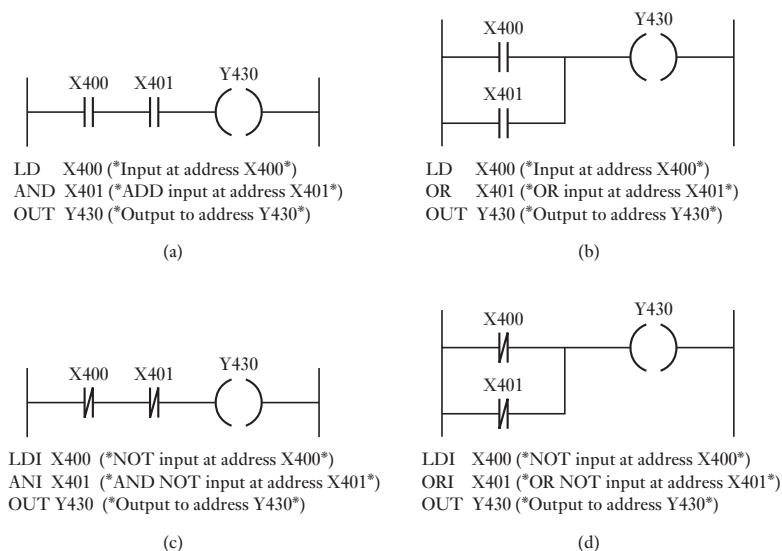 X400 X401 Y430
LD X400 (*Input at address X400*)
AND X401 (*ADD input at address X401*)
OUT Y430 (*Output to address Y430*)
(a)
X400 Y430
X401
LD X400 (*Input at address X400*)
OR X401 (*OR input at address X401*)
OUT Y430 (*Output to address Y430*)
(b)
X400 X401 Y430
LDI X400 (*NOT input at address X400*)
ANI X401 (*AND NOT input at address X401*)
OUT Y430 (*Output to address Y430*)
(c)
X400 Y430
X401
LDI X400 (*NOT input at address X400*)
ORI X401 (*OR NOT input at address X401*)
OUT Y430 (*Output to address Y430*)
(d)